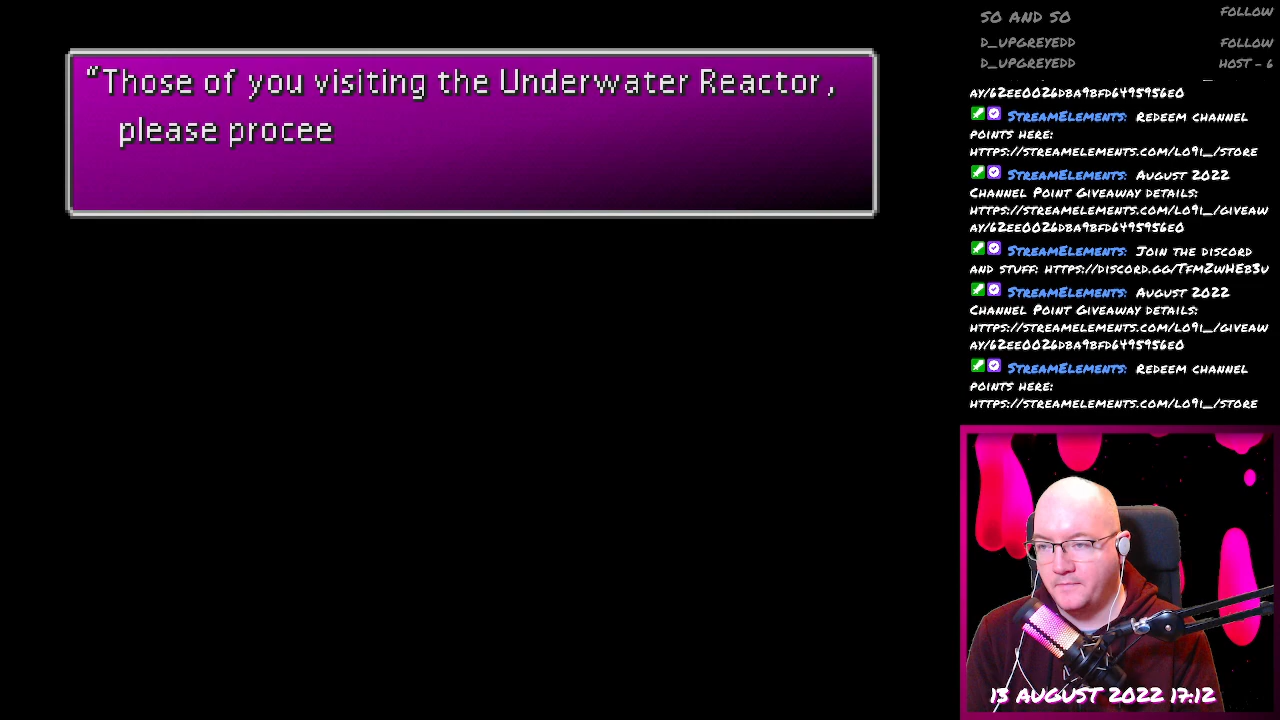 “Those of you visiting the Underwater Reactor,
please procee
SO AND SO FOLLOW
D_UPGREYEDD FOLLOW
D_UPGREYEDD HOST - 6
AY/62EE0026DBA9BFD6495956E0
STREAMELEMENTS: REDEEM CHANNEL
POINTS HERE:
HTTPS://STREAMELEMENTS.COM/LO9I_/STORE
STREAMELEMENTS: AUGUST 2022
CHANNEL POINT GIVEAWAY DETAILS:
HTTPS://STREAMELEMENTS.COM/LO9I_/GIVEAW
AY/62EE0026DBA9BFD6495956E0
STREAMELEMENTS: JOIN THE DISCORD
AND STUFF: HTTPS://DISCORD.GG/TFMZWHEB3U
STREAMELEMENTS: AUGUST 2022
CHANNEL POINT GIVEAWAY DETAILS:
HTTPS://STREAMELEMENTS.COM/LO9I_/GIVEAW
AY/62EE0026DBA9BFD6495956E0
STREAMELEMENTS: REDEEM CHANNEL
POINTS HERE:
HTTPS://STREAMELEMENTS.COM/LO9I_/STORE
13 AUGUST 2022 17:12